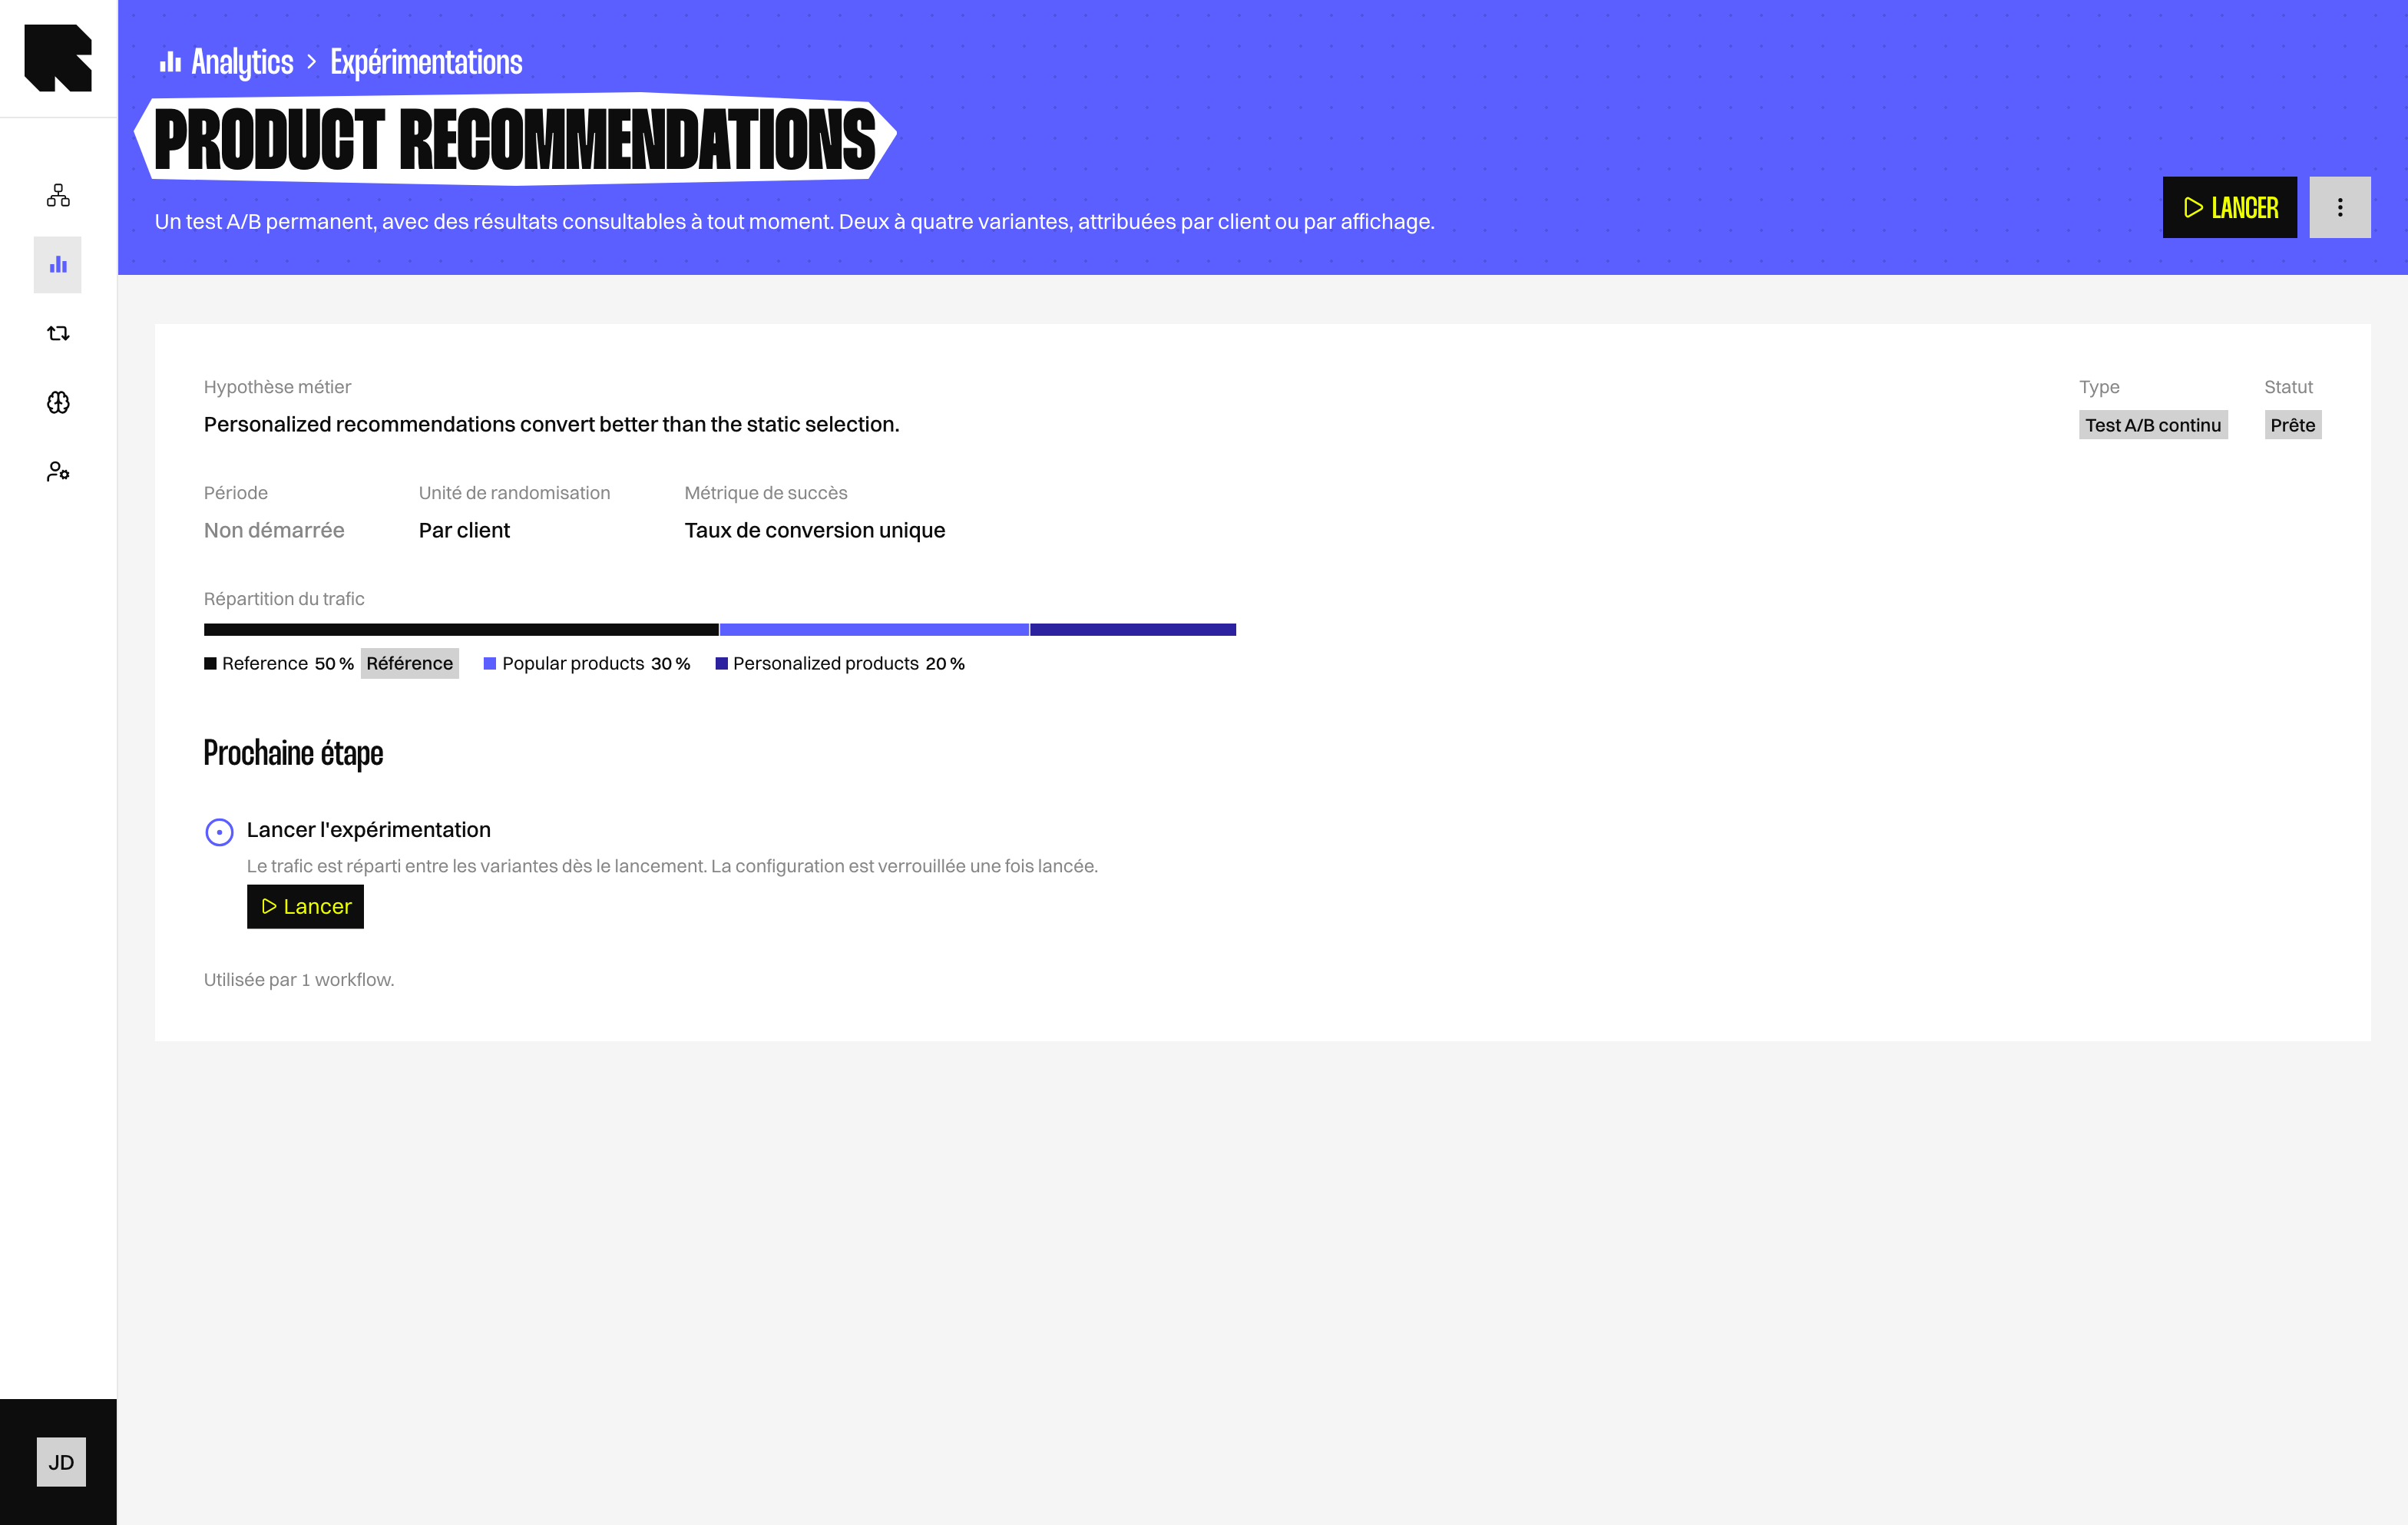 Analytics > Expérimentations
PRODUCT RECOMMENDATIONS
Un test A/B permanent, avec des résultats consultables à tout moment. Deux à quatre variantes, attribuées par client ou par affichage.
LANCER
Hypothèse métier
Personalized recommendations convert better than the static selection.
Type
Test A/B continu
Statut
Prête
Période
Non démarrée
Unité de randomisation
Par client
Métrique de succès
Taux de conversion unique
Répartition du trafic
Reference 50 % Référence
Popular products 30 %
Personalized products 20 %
Prochaine étape
Lancer l'expérimentation
Le trafic est réparti entre les variantes dès le lancement. La configuration est verrouillée une fois lancée.
Lancer
Utilisée par 1 workflow.
JD